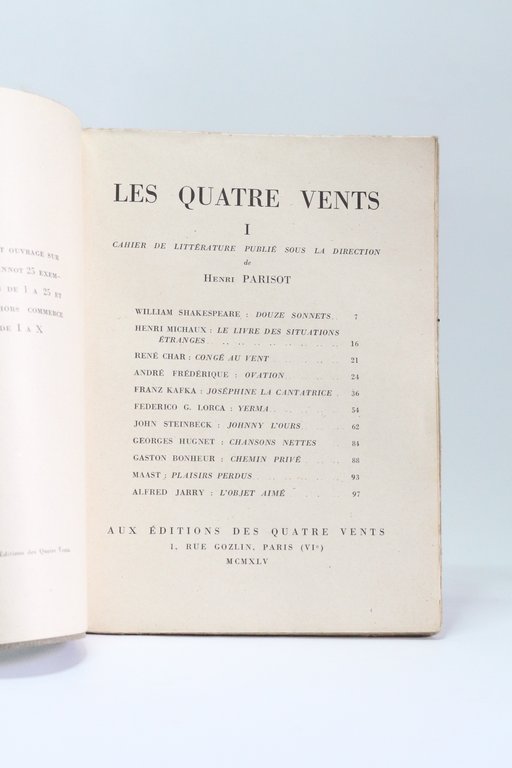 T OUVRAGE SUR
NNOT 25 EXEM-
DE 1 A 25 ET
HORS COMMERCE
DE I A X
Editions des Quatre Vens
LES QUATRE VENTS
I
CAHIER DE LITTÉRATURE PUBLIÉ SOUS LA DIRECTION
de
HENRI PARISOT
WILLIAM SHAKESPEARE : DOUZE SONNETS . 7
HENRI MICHAUX : LE LIVRE DES SITUATIONS
ÉTRANGES . . . . . . . . 16
RENÉ CHAR : CONGÉ AU VENT . . . . . 21
ANDRÉ FRÉDÉRIQUE : OVATION . . . . . 24
FRANZ KAFKA : JOSÉPHINE LA CANTATRICE . 36
FEDERICO G. LORCA : YERMA . . . . . 54
JOHN STEINBECK : JOHNNY L'OURS . . . 62
GEORGES HUGNET : CHANSONS NETTES . . 84
GASTON BONHEUR : CHEMIN PRIVÉ . . . 88
MAAST : PLAISIRS PERDUS . . . . . . 93
ALFRED JARRY : L'OBJET AIMÉ . . . . 97
AUX ÉDITIONS DES QUATRE VENTS
1, RUE GOZLIN, PARIS (VIe)
MCMXLV